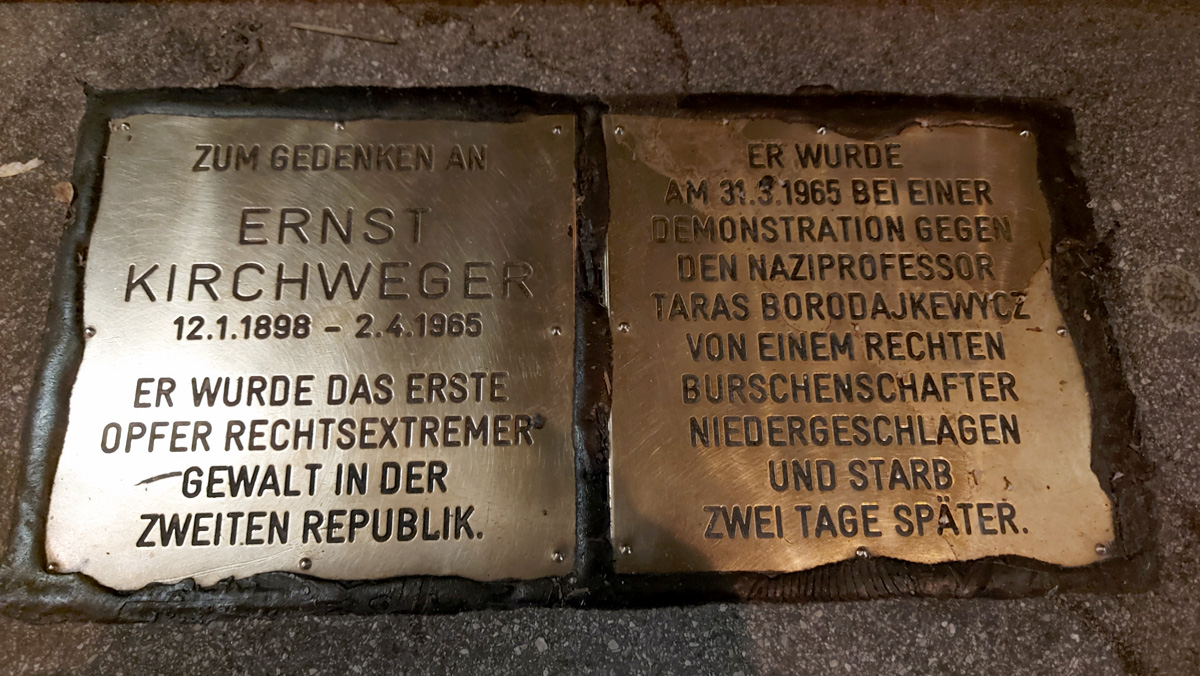 ZUM GEDENKEN AN
ERNST
KIRCHWEGER
12.1.1898 – 2.4.1965
ER WURDE DAS ERSTE
OPFER RECHTSEXTREMER
GEWALT IN DER
ZWEITEN REPUBLIK.
ER WURDE
AM 31.3.1965 BEI EINER
DEMONSTRATION GEGEN
DEN NAZIPROFESSOR
TARAS BORODAJKEWYCZ
VON EINEM RECHTEN
BURSCHENSCHAFTER
NIEDERGESCHLAGEN
UND STARB
ZWEI TAGE SPÄTER.